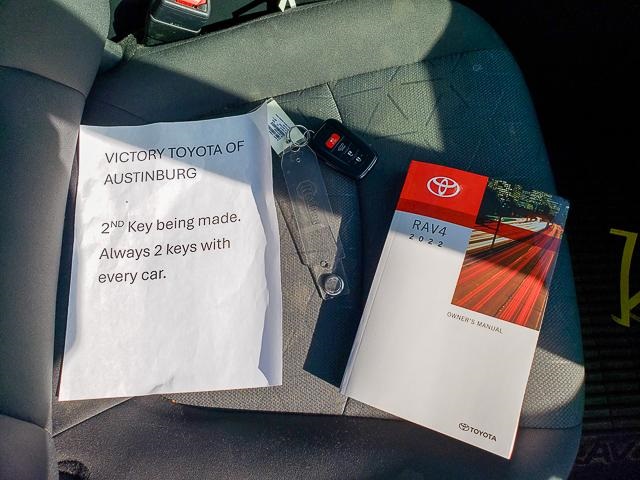 VICTORY TOYOTA OF
AUSTINBURG
2ND Key being made.
Always 2 keys with
every car.
RAV4
2022
OWNER'S MANUAL
TOYOTA